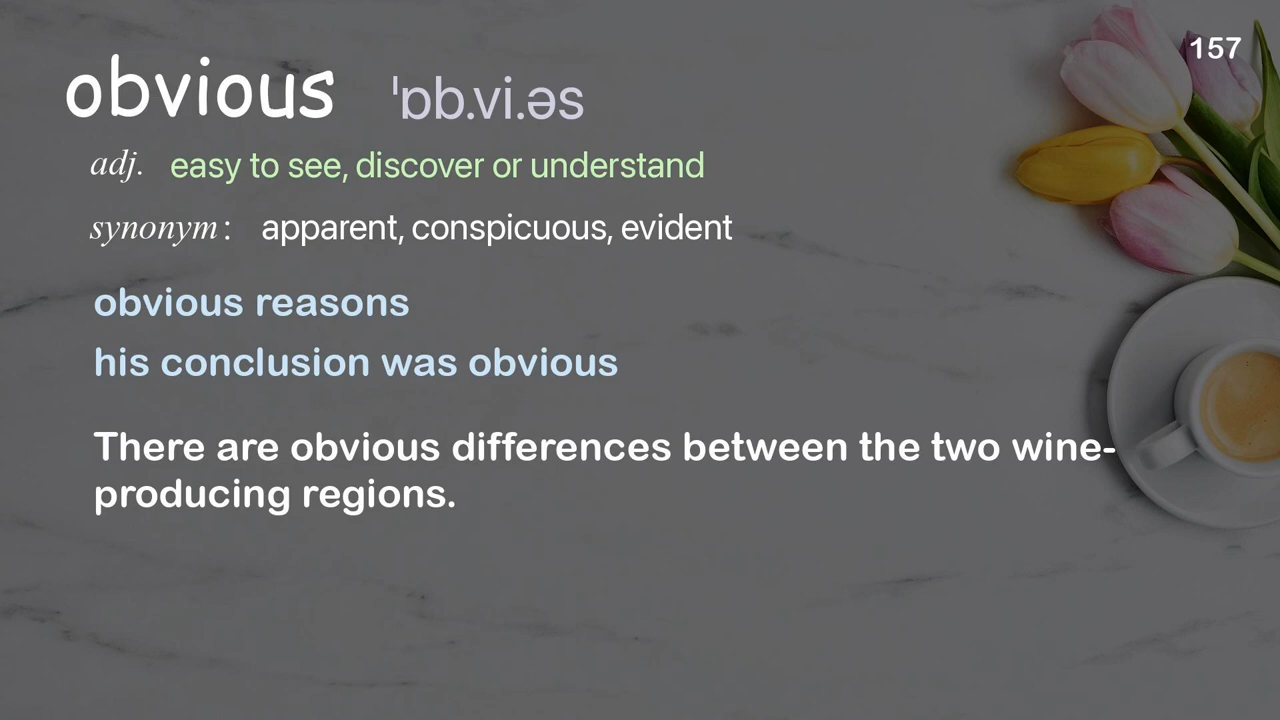 157
obvious ˈɒb.vi.əs
adj. easy to see, discover or understand
synonym: apparent, conspicuous, evident
obvious reasons
his conclusion was obvious
There are obvious differences between the two wine-
producing regions.